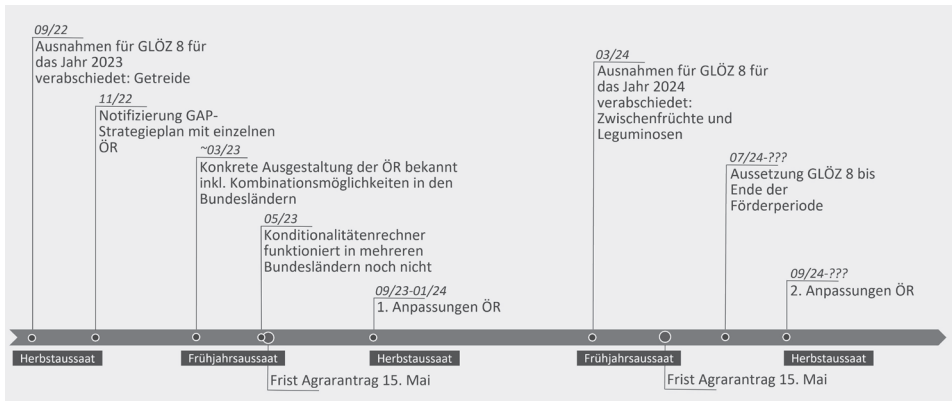 09/22
Ausnahmen für GLÖZ 8 für
das Jahr 2023
verabschiedet: Getreide
11/22
Notifizierung GAP-
Strategieplan mit einzelnen
ÖR
~03/23
Konkrete Ausgestaltung der ÖR bekannt
inkl. Kombinationsmöglichkeiten in den
Bundesländern
05/23
Konditionalitätenrechner
funktioniert in mehreren
Bundesländern noch nicht
09/23-01/24
1. Anpassungen ÖR
03/24
Ausnahmen für GLÖZ 8 für
das Jahr 2024
verabschiedet:
Zwischenfrüchte und
Leguminosen
07/24-???
Aussetzung GLÖZ 8 bis
Ende der
Förderperiode
09/24-???
2. Anpassungen ÖR
Herbstaussaat
Frühjahrsaussaat
Herbstaussaat
Frühjahrsaussaat
Herbstaussaat
Frist Agrarantrag 15. Mai
Frist Agrarantrag 15. Mai